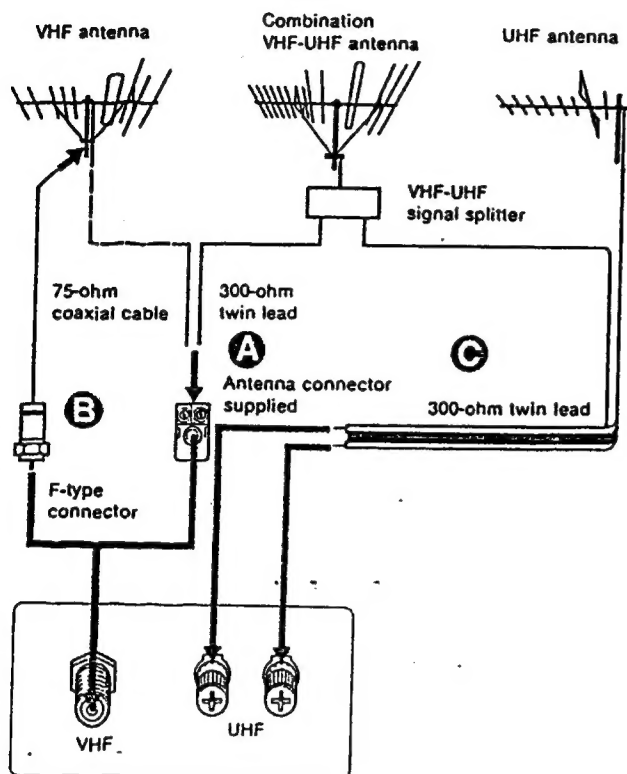 VHF antenna
Combination
VHF-UHF antenna
UHF antenna
VHF-UHF
signal splitter
75-ohm
coaxial cable
300-ohm
twin lead
A
C
B
Antenna connector
supplied
300-ohm twin lead
F-type
connector
VHF
UHF